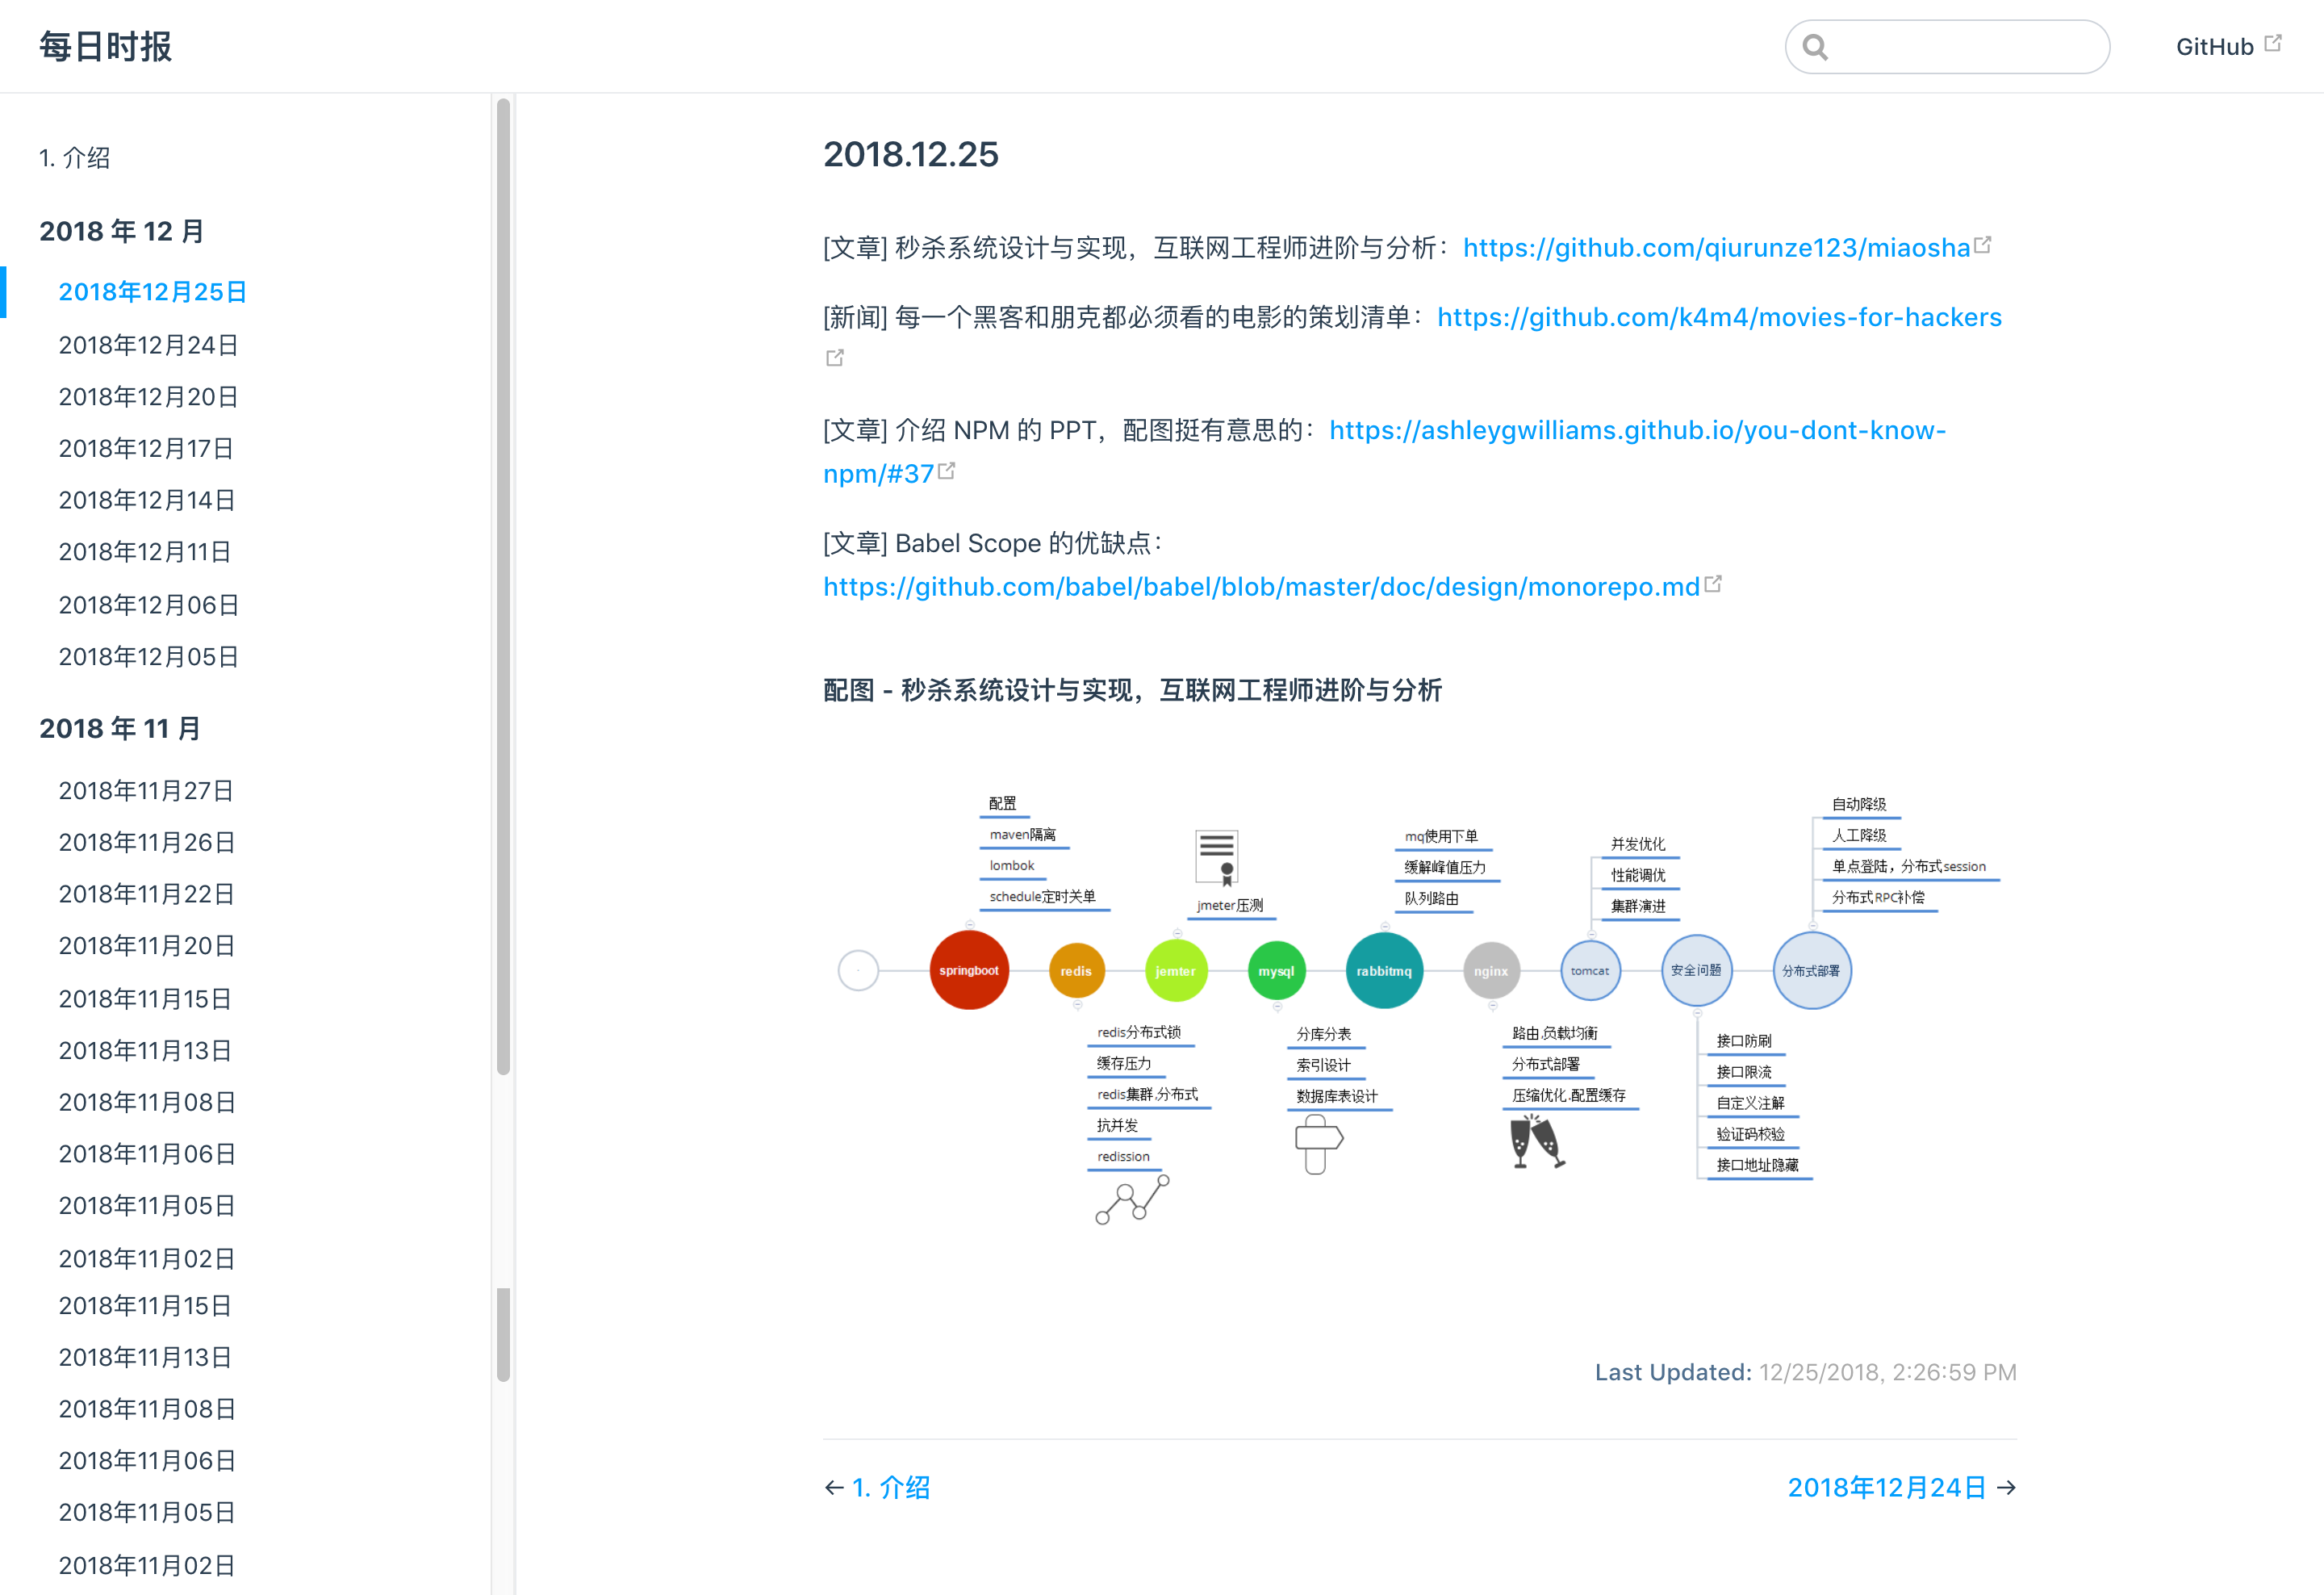 每日时报
GitHub
1. 介绍
2018 年 12 月
2018年12月25日
2018年12月24日
2018年12月20日
2018年12月17日
2018年12月14日
2018年12月11日
2018年12月06日
2018年12月05日
2018 年 11 月
2018年11月27日
2018年11月26日
2018年11月22日
2018年11月20日
2018年11月15日
2018年11月13日
2018年11月08日
2018年11月06日
2018年11月05日
2018年11月02日
2018年11月15日
2018年11月13日
2018年11月08日
2018年11月06日
2018年11月05日
2018年11月02日
2018.12.25
[文章] 秒杀系统设计与实现，互联网工程师进阶与分析：https://github.com/qiurunze123/miaosha
[新闻] 每一个黑客和朋克都必须看的电影的策划清单：https://github.com/k4m4/movies-for-hackers
[文章] 介绍 NPM 的 PPT，配图挺有意思的：https://ashleygwilliams.github.io/you-dont-know-
npm/#37
[文章] Babel Scope 的优缺点：
https://github.com/babel/babel/blob/master/doc/design/monorepo.md
配图 - 秒杀系统设计与实现，互联网工程师进阶与分析
配置
maven隔离
lombok
schedule定时关单
jmeter压测
mq使用下单
缓解峰值压力
队列路由
并发优化
性能调优
集群演进
自动降级
人工降级
单点登陆，分布式session
分布式RPC补偿
springboot
redis
jemter
mysql
rabbitmq
nginx
tomcat
安全问题
分布式部署
redis分布式锁
缓存压力
redis集群,分布式
抗并发
redission
分库分表
索引设计
数据库表设计
路由,负载均衡
分布式部署
压缩优化,配置缓存
接口防刷
接口限流
自定义注解
验证码校验
接口地址隐藏
Last Updated: 12/25/2018, 2:26:59 PM
← 1. 介绍
2018年12月24日 →